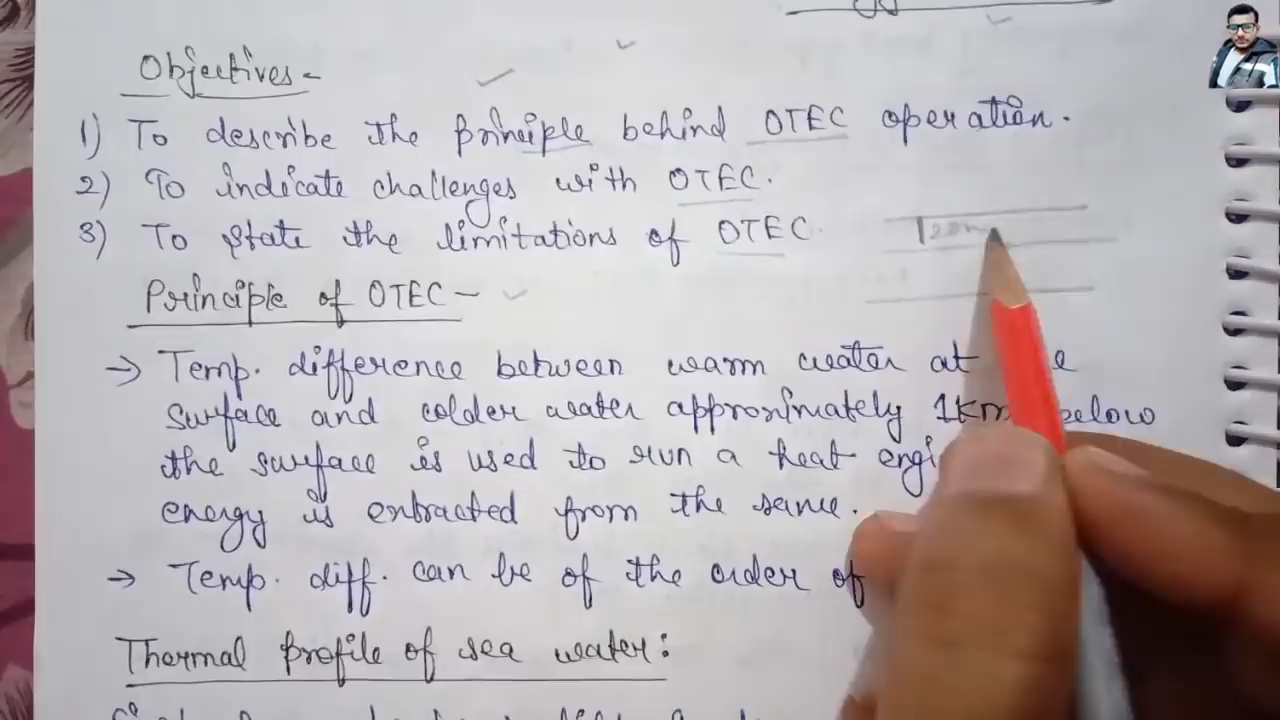 Objectives -
1) To describe the principle behind OTEC operation.
2) To indicate challenges with OTEC.
3) To state the limitations of OTEC.
Principle of OTEC -
→ Temp. difference between warm water at
surface and colder water approximately 1km below
the surface is used to run a heat
energy is extracted from the same.
→ Temp. diff. can be of the order of
Thermal profile of sea water: